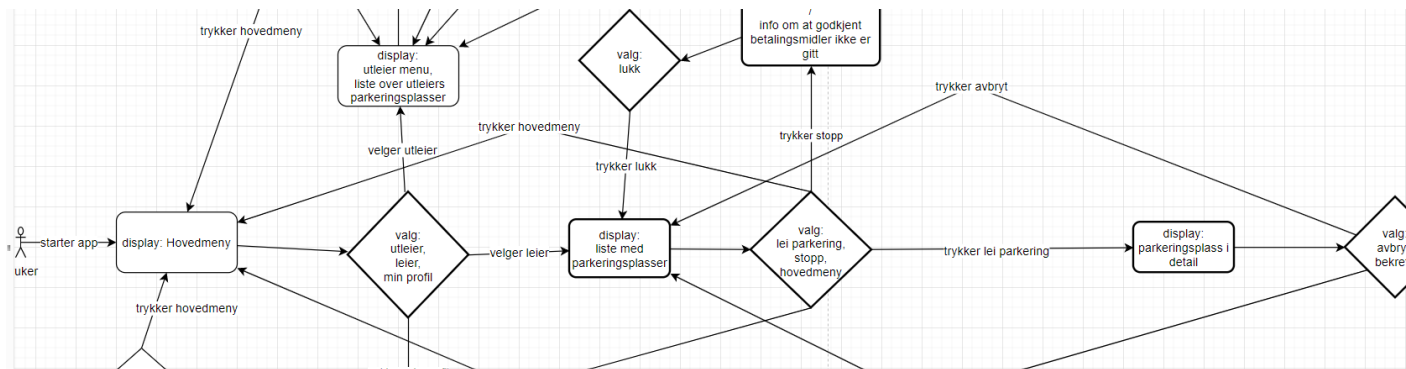 trykker hovedmeny
display:
utleier menu,
liste over utleiers
parkeringsplasser
valg:
lukk
info om at godkjent
betalingsmidler ikke er
gitt
trykker avbryt
trykker hovedmeny
trykker stopp
velger utleier
trykker lukk
uker
starter app
display: Hovedmeny
valg:
utleier,
leier,
min profil
velger leier
display:
liste med
parkeringsplasser
valg:
lei parkering,
stopp,
hovedmeny
trykker lei parkering
display:
parkeringsplass i
detail
valg:
avbry
bekre
trykker hovedmeny